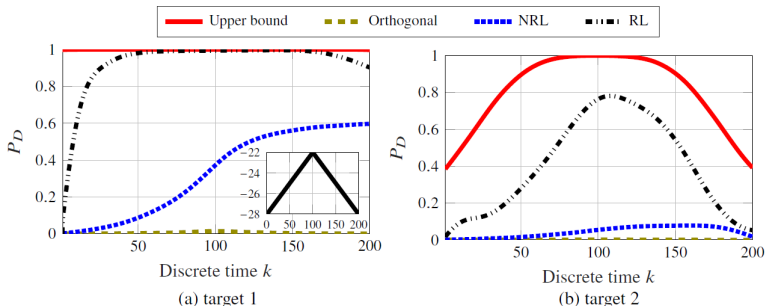 Upper bound Orthogonal NRL RL
1
0.8
0.6
0.4
0.2
0
P_D
50 100 150 200
Discrete time k
(a) target 1
−22
−24
−26
−28
0 50 100 150 200
1
0.8
0.6
0.4
0.2
0
P_D
50 100 150 200
Discrete time k
(b) target 2